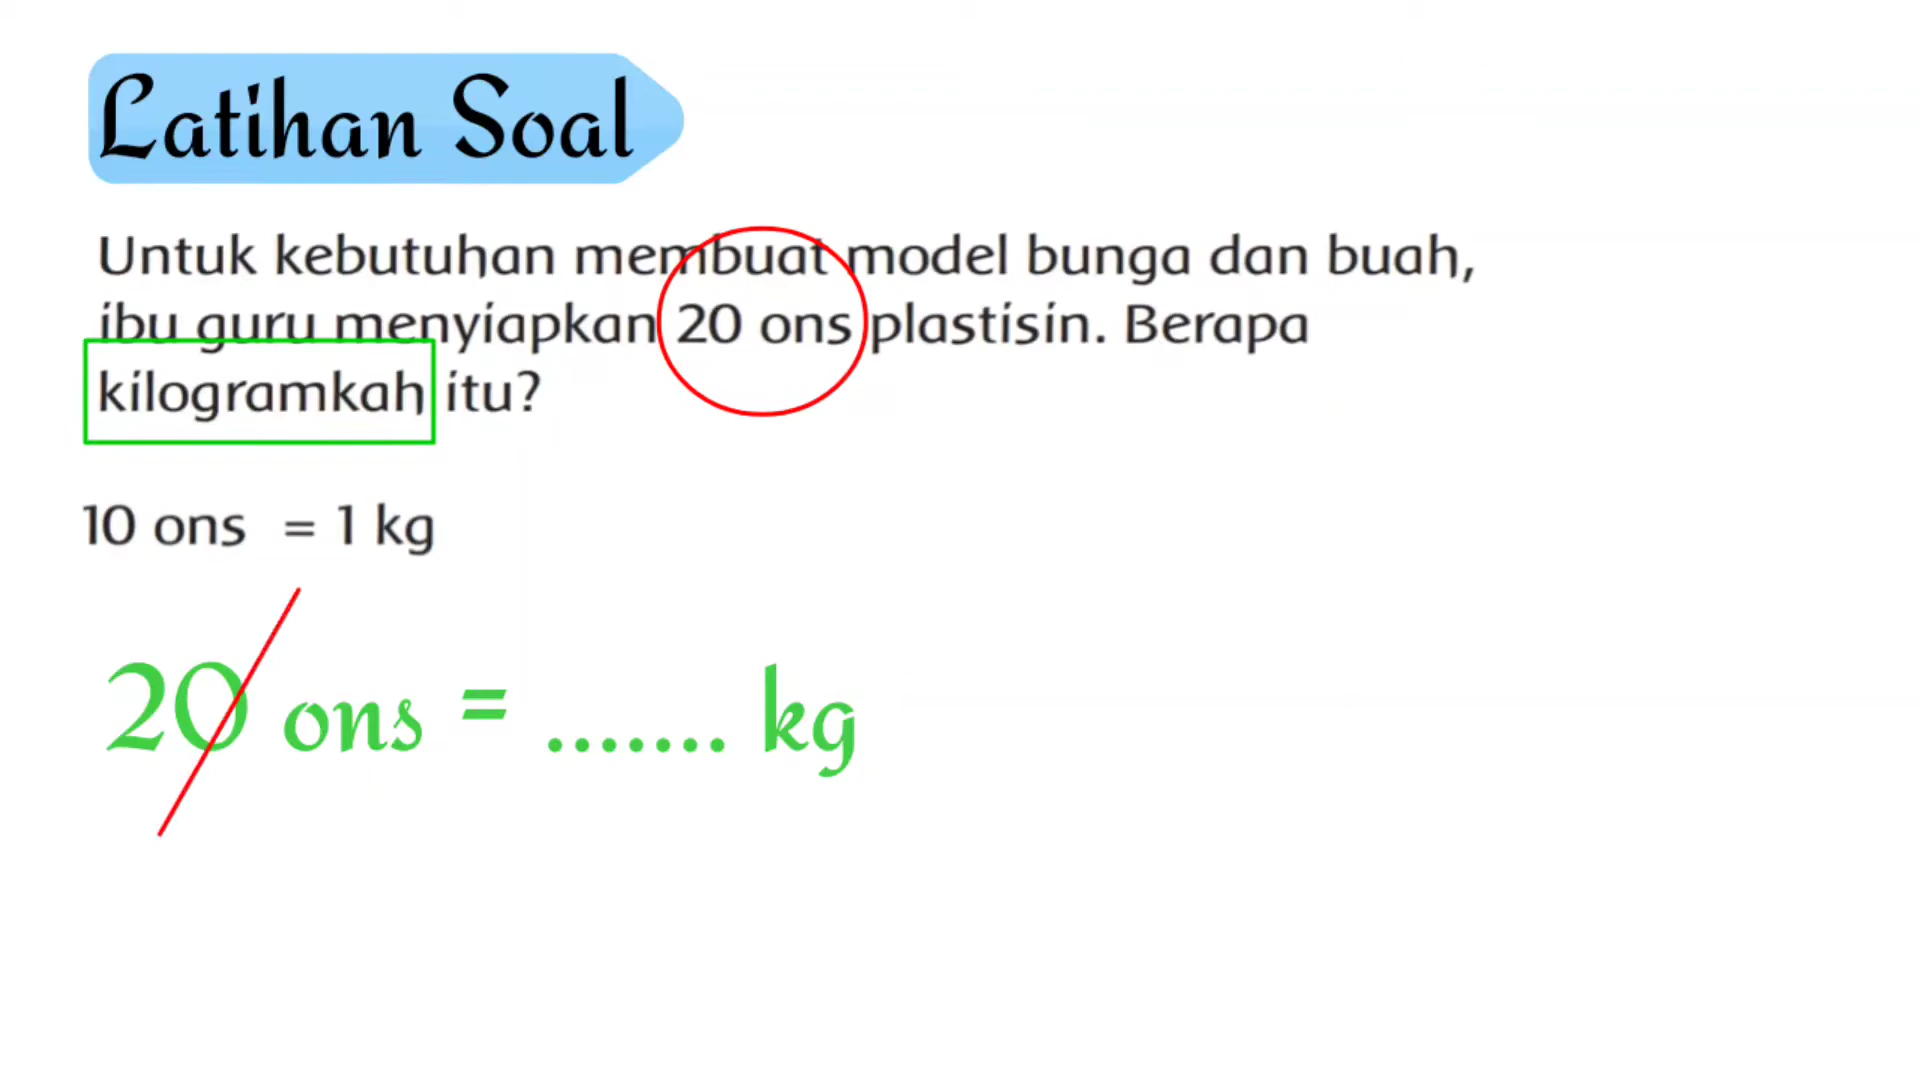 Latihan Soal
Untuk kebutuhan membuat model bunga dan buah,
ibu guru menyiapkan 20 ons plastisin. Berapa
kilogramkah itu?
10 ons = 1 kg
20 ons = ....... kg